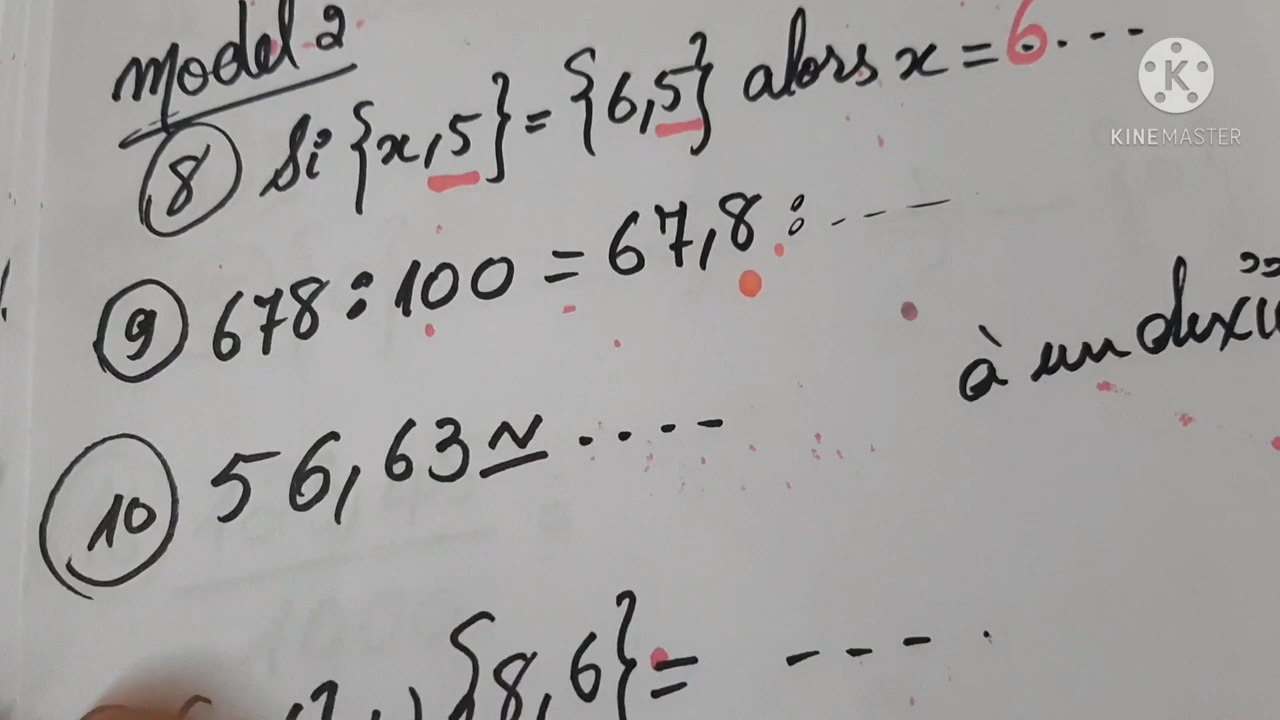 model 2
8 Si {x,5} = {6,5} alors x = 6...
K
KINEMASTER
9 678 : 100 = 67,8 : ----
à un
10 56,63 ≃ ....
{8,6} = ----.